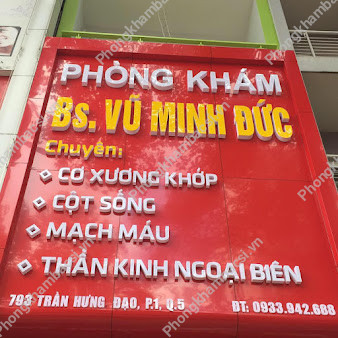 PHÒNG KHÁM
Bs. VŨ MINH ĐỨC
Chuyên:
CƠ XƯƠNG KHỚP
CỘT SỐNG
MẠCH MÁU
THẦN KINH NGOẠI BIÊN
793 TRẦN HƯNG ĐẠO, P.1, Q.5 ĐT: 0933.942.688